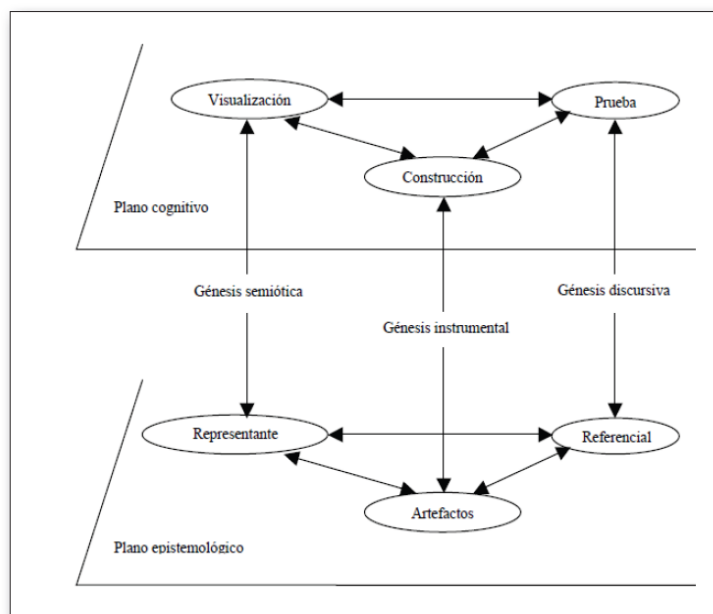 Visualización
Prueba
Construcción
Plano cognitivo
Génesis semiótica
Génesis discursiva
Génesis instrumental
Representante
Referencial
Artefactos
Plano epistemológico